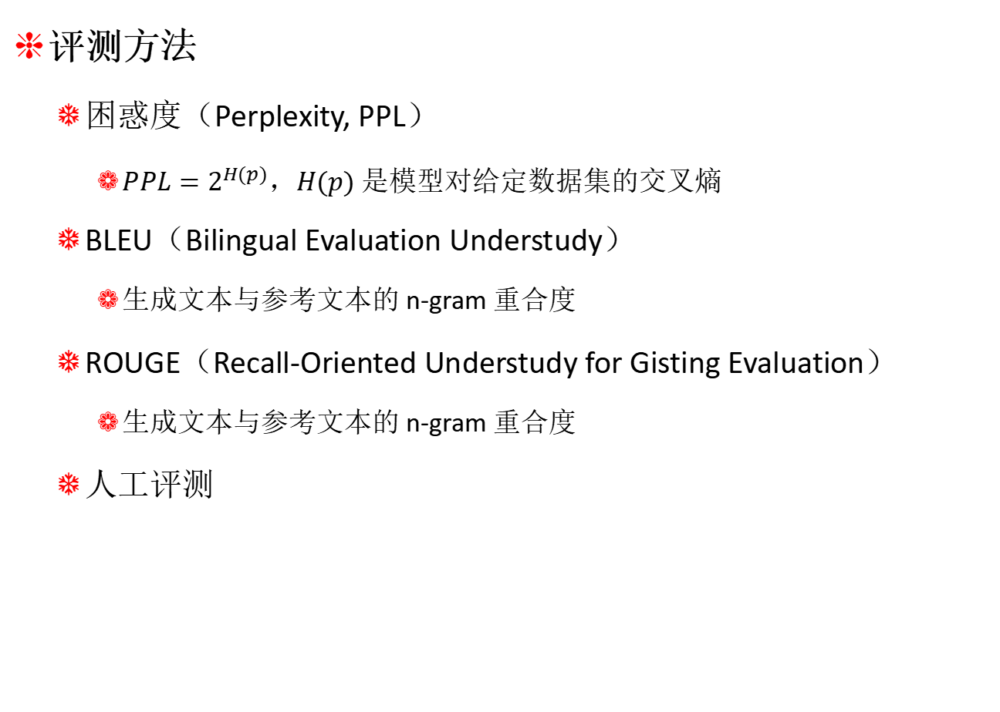 评测方法
困惑度（Perplexity, PPL）
PPL = 2^{H(p)}，H(p) 是模型对给定数据集的交叉熵
BLEU（Bilingual Evaluation Understudy）
生成文本与参考文本的 n-gram 重合度
ROUGE（Recall-Oriented Understudy for Gisting Evaluation）
生成文本与参考文本的 n-gram 重合度
人工评测